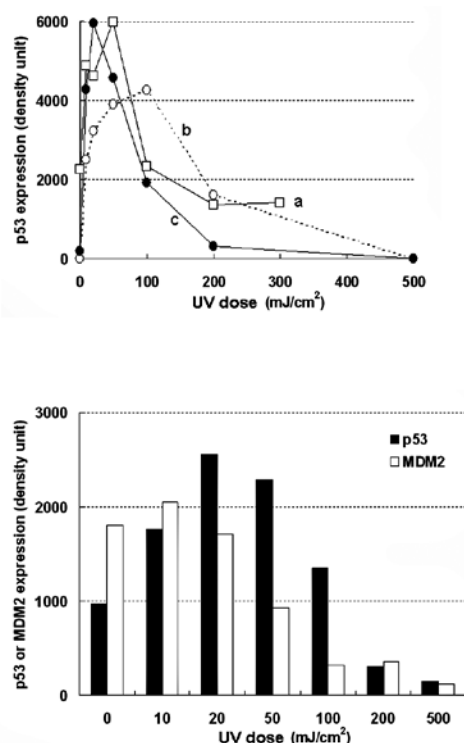 p53 expression (density unit)
6000
4000
2000
0
b
a
c
0 100 200 300 400 500
UV dose (mJ/cm²)
p53 or MDM2 expression (density unit)
3000
2000
1000
0
p53
MDM2
0 10 20 50 100 200 500
UV dose (mJ/cm²)